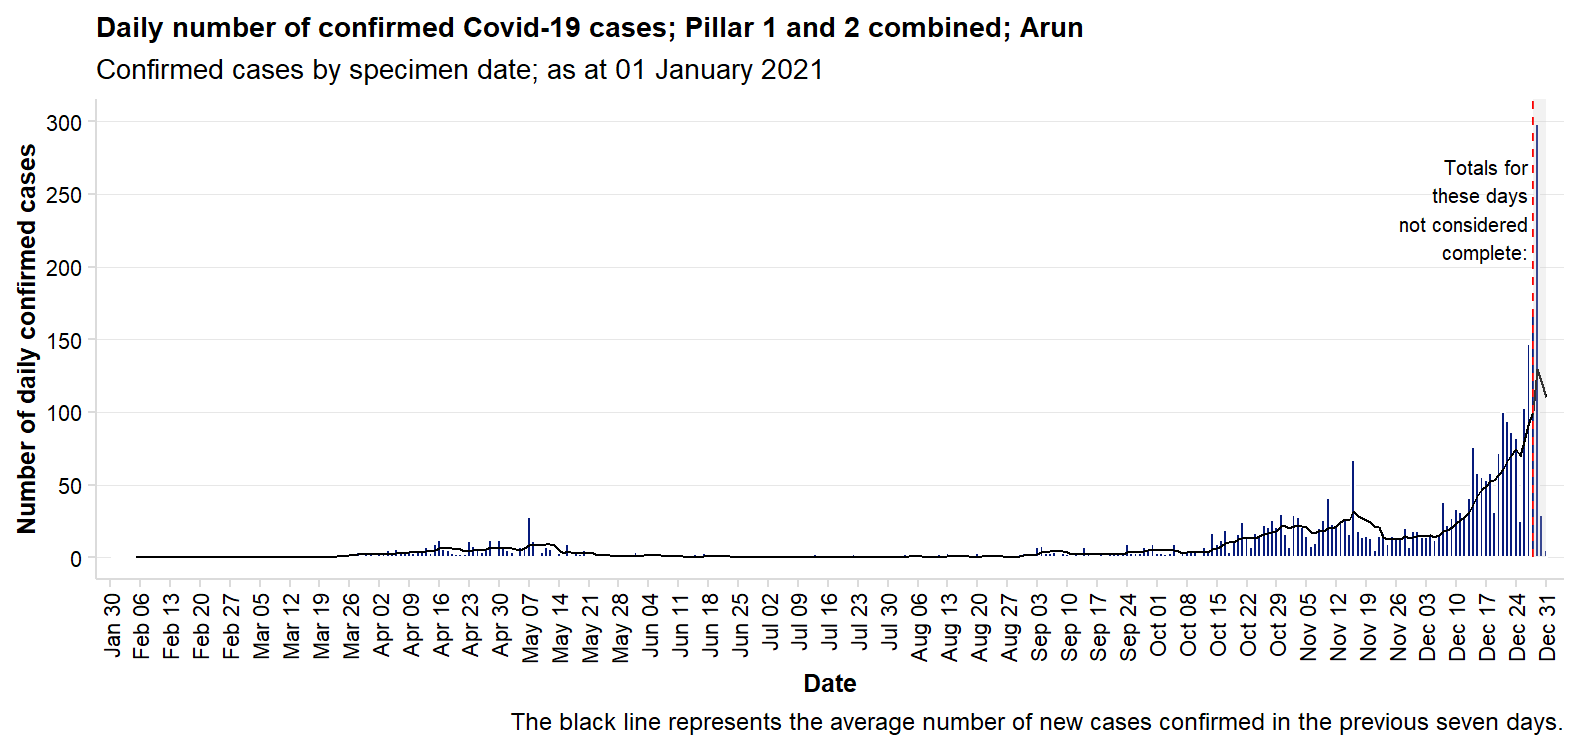 Daily number of confirmed Covid-19 cases; Pillar 1 and 2 combined; Arun
Confirmed cases by specimen date; as at 01 January 2021
Number of daily confirmed cases
300
250
200
150
100
50
0
Totals for
these days
not considered
complete:
Jan 30
Feb 06
Feb 13
Feb 20
Feb 27
Mar 05
Mar 12
Mar 19
Mar 26
Apr 02
Apr 09
Apr 16
Apr 23
Apr 30
May 07
May 14
May 21
May 28
Jun 04
Jun 11
Jun 18
Jun 25
Jul 02
Jul 09
Jul 16
Jul 23
Jul 30
Aug 06
Aug 13
Aug 20
Aug 27
Sep 03
Sep 10
Sep 17
Sep 24
Oct 01
Oct 08
Oct 15
Oct 22
Oct 29
Nov 05
Nov 12
Nov 19
Nov 26
Dec 03
Dec 10
Dec 17
Dec 24
Dec 31
Date
The black line represents the average number of new cases confirmed in the previous seven days.